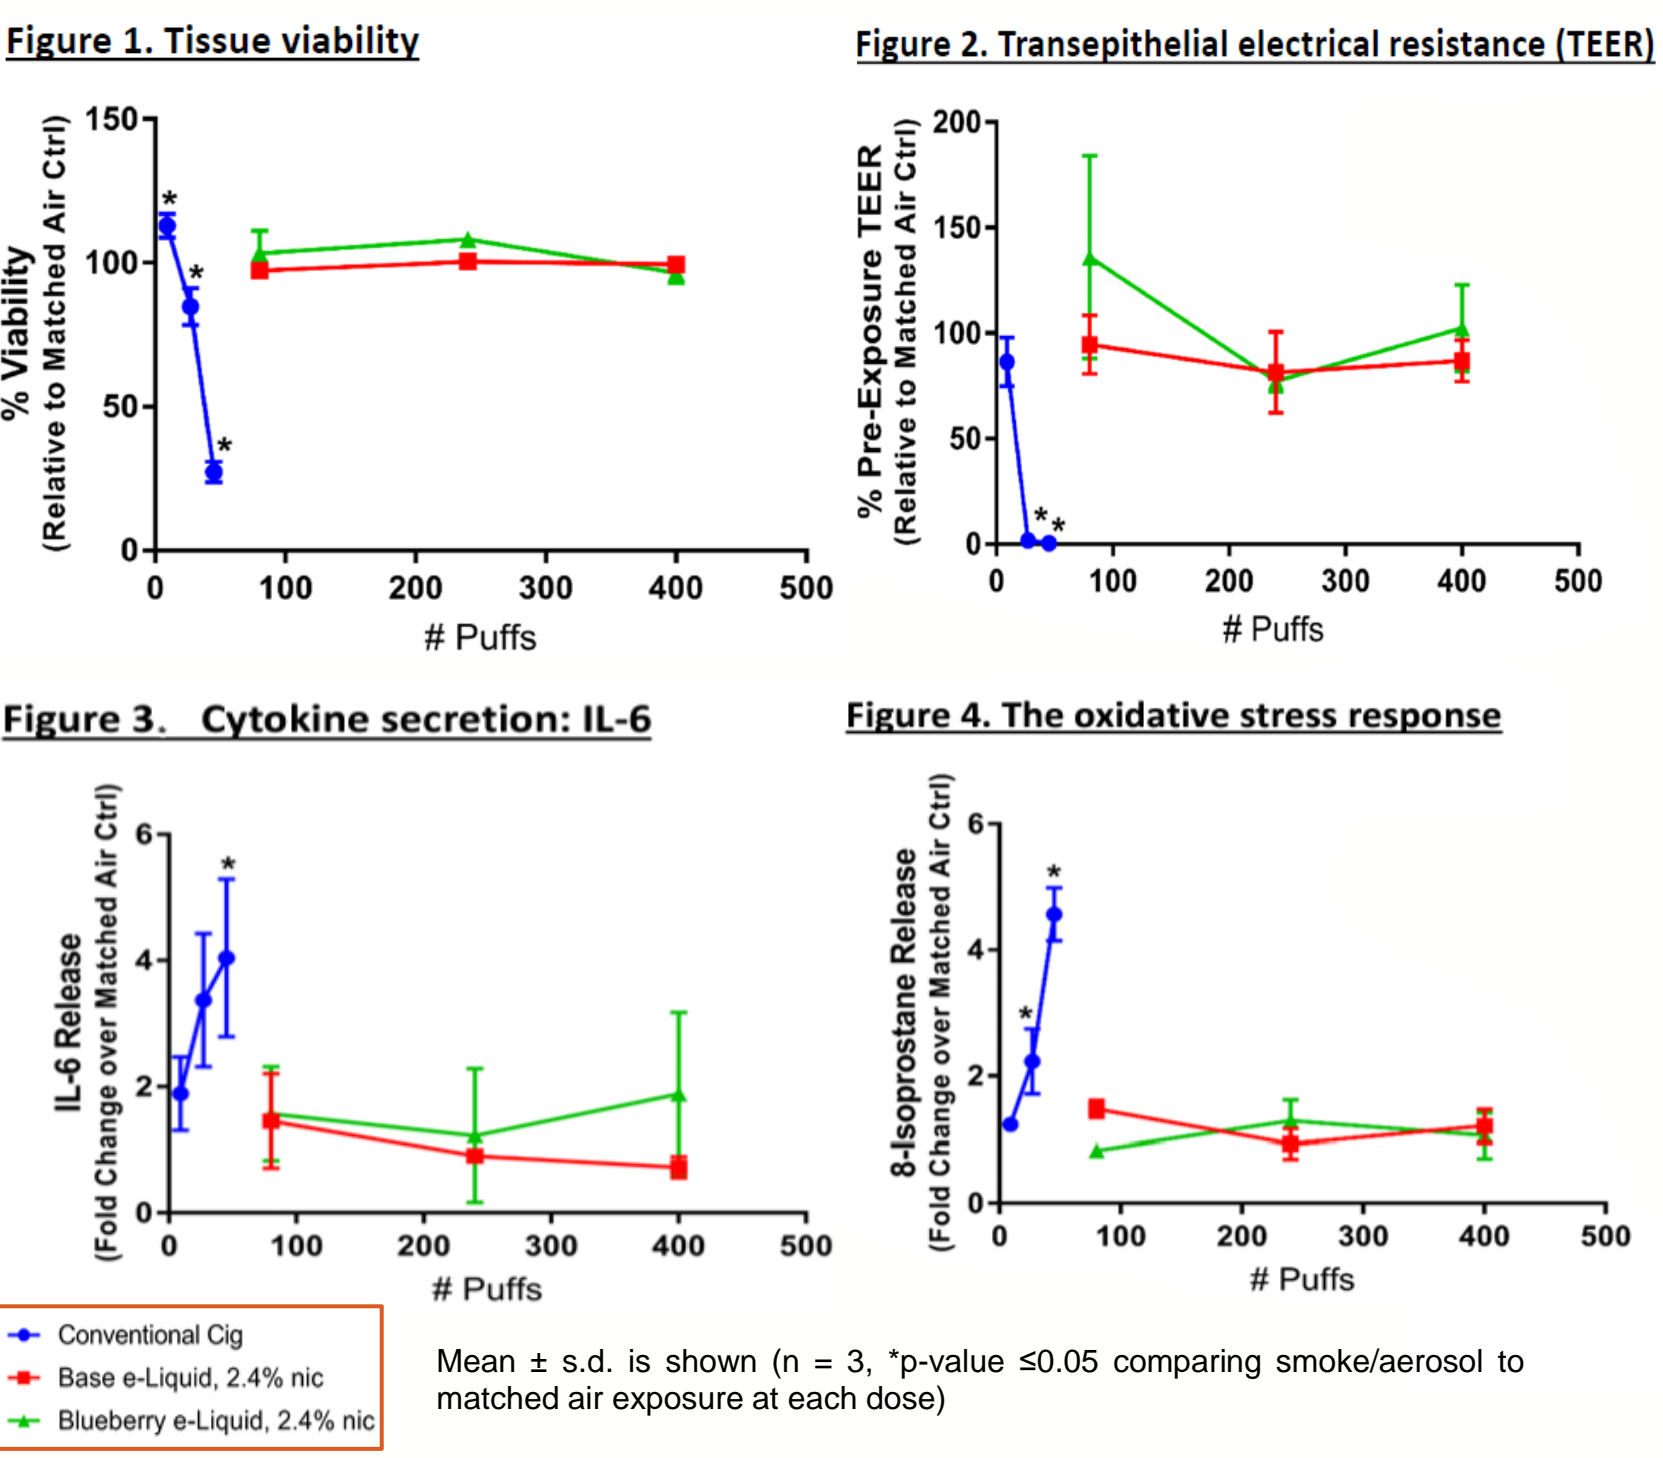 Figure 1. Tissue viability
% Viability
(Relative to Matched Air Ctrl)
150
100
50
0
* * *
0 100 200 300 400 500
# Puffs
Figure 2. Transepithelial electrical resistance (TEER)
% Pre-Exposure TEER
(Relative to Matched Air Ctrl)
200
150
100
50
0
* *
0 100 200 300 400 500
# Puffs
Figure 3. Cytokine secretion: IL-6
IL-6 Release
(Fold Change over Matched Air Ctrl)
6
4
2
0
*
0 100 200 300 400 500
# Puffs
Figure 4. The oxidative stress response
8-Isoprostane Release
(Fold Change over Matched Air Ctrl)
6
4
2
0
* *
0 100 200 300 400 500
# Puffs
Conventional Cig
Base e-Liquid, 2.4% nic
Blueberry e-Liquid, 2.4% nic
Mean ± s.d. is shown (n = 3, *p-value ≤0.05 comparing smoke/aerosol to
matched air exposure at each dose)